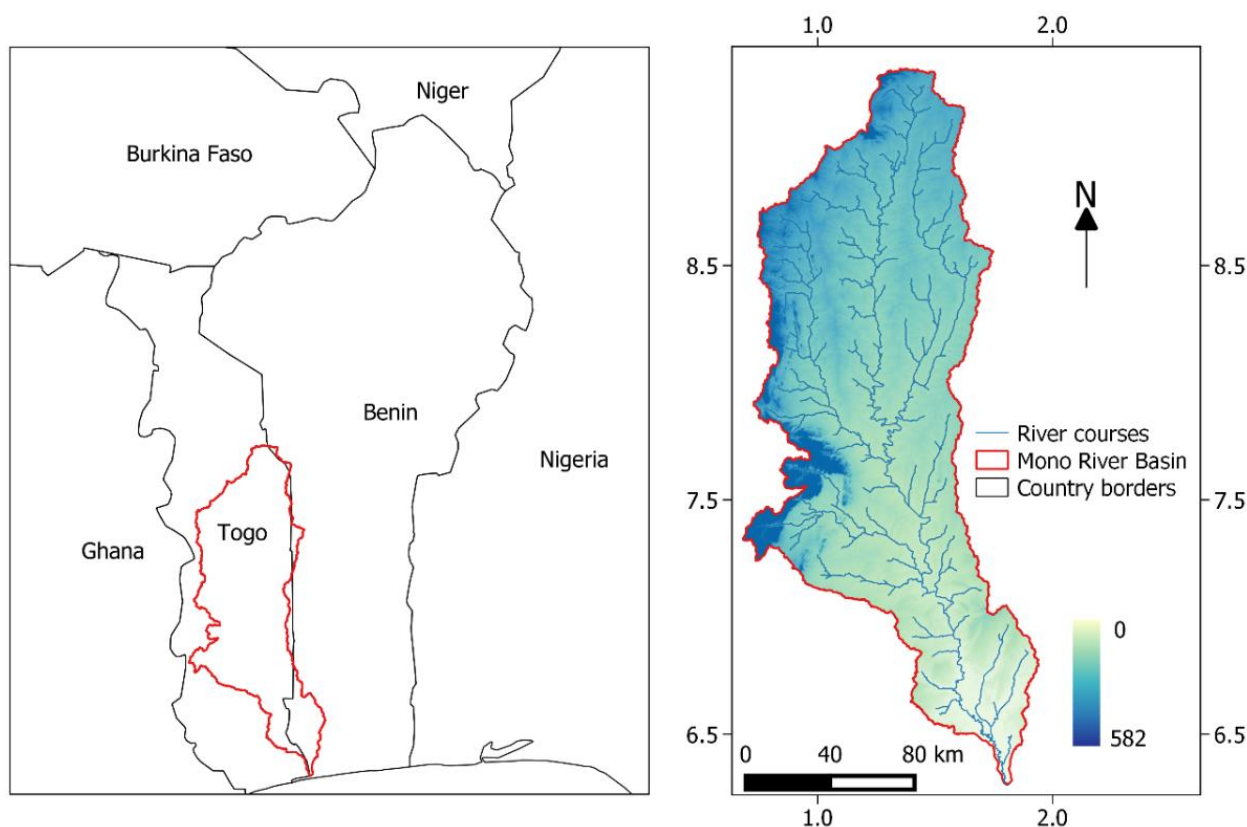 Niger
Burkina Faso
Benin
Nigeria
Togo
Ghana
1.0 2.0
N
8.5 8.5
River courses
Mono River Basin
Country borders
7.5 7.5
0
582
6.5 6.5
0 40 80 km
1.0 2.0